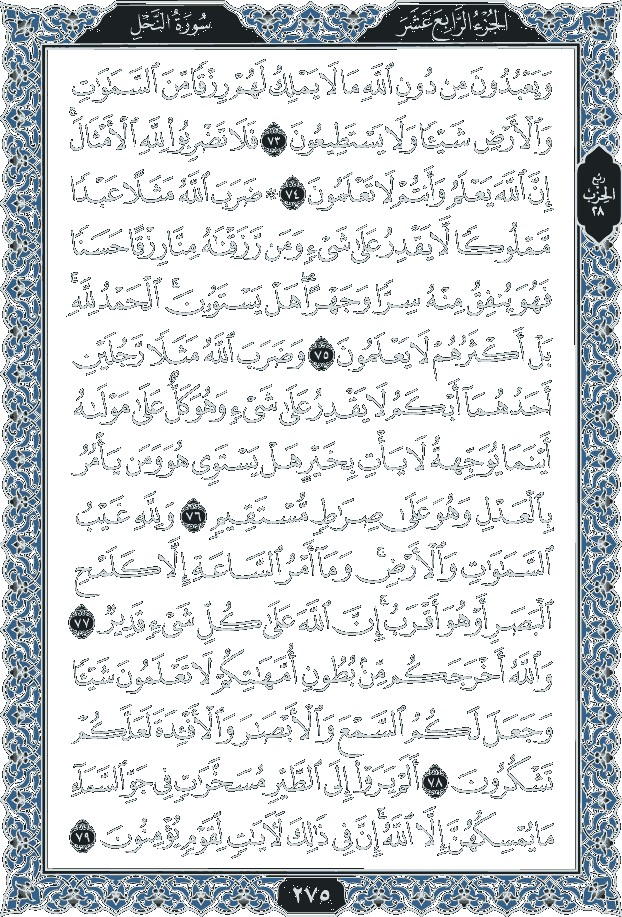 الجُزْءُ الرَّابِعَ عَشَرَ
سُورَةُ النَّحْلِ
وَيَعْبُدُونَ مِن دُونِ ٱللَّهِ مَا لَا يَمْلِكُ لَهُمْ رِزْقًا مِّنَ ٱلسَّمَٰوَٰتِ
وَٱلْأَرْضِ شَيْـًٔا وَلَا يَسْتَطِيعُونَ ٧٣ فَلَا تَضْرِبُوا۟ لِلَّهِ ٱلْأَمْثَالَ ۚ
إِنَّ ٱللَّهَ يَعْلَمُ وَأَنتُمْ لَا تَعْلَمُونَ ٧٤ ۞ ضَرَبَ ٱللَّهُ مَثَلًا عَبْدًا
مَّمْلُوكًا لَّا يَقْدِرُ عَلَىٰ شَىْءٍ وَمَن رَّزَقْنَٰهُ مِنَّا رِزْقًا حَسَنًا
فَهُوَ يُنفِقُ مِنْهُ سِرًّا وَجَهْرًا ۖ هَلْ يَسْتَوُۥنَ ۚ ٱلْحَمْدُ لِلَّهِ ۚ
بَلْ أَكْثَرُهُمْ لَا يَعْلَمُونَ ٧٥ وَضَرَبَ ٱللَّهُ مَثَلًا رَّجُلَيْنِ
أَحَدُهُمَآ أَبْكَمُ لَا يَقْدِرُ عَلَىٰ شَىْءٍ وَهُوَ كَلٌّ عَلَىٰ مَوْلَىٰهُ
أَيْنَمَا يُوَجِّههُّ لَا يَأْتِ بِخَيْرٍ ۖ هَلْ يَسْتَوِى هُوَ وَمَن يَأْمُرُ
بِٱلْعَدْلِ ۙ وَهُوَ عَلَىٰ صِرَٰطٍ مُّسْتَقِيمٍ ٧٦ وَلِلَّهِ غَيْبُ
ٱلسَّمَٰوَٰتِ وَٱلْأَرْضِ ۚ وَمَآ أَمْرُ ٱلسَّاعَةِ إِلَّا كَلَمْحِ
ٱلْبَصَرِ أَوْ هُوَ أَقْرَبُ ۚ إِنَّ ٱللَّهَ عَلَىٰ كُلِّ شَىْءٍ قَدِيرٌ ٧٧
وَٱللَّهُ أَخْرَجَكُم مِّنۢ بُطُونِ أُمَّهَٰتِكُمْ لَا تَعْلَمُونَ شَيْـًٔا
وَجَعَلَ لَكُمُ ٱلسَّمْعَ وَٱلْأَبْصَٰرَ وَٱلْأَفْـِٔدَةَ ۙ لَعَلَّكُمْ
تَشْكُرُونَ ٧٨ أَلَمْ يَرَوْا۟ إِلَى ٱلطَّيْرِ مُسَخَّرَٰتٍ فِى جَوِّ ٱلسَّمَآءِ
مَا يُمْسِكُهُنَّ إِلَّا ٱللَّهُ ۗ إِنَّ فِى ذَٰلِكَ لَـَٔايَٰتٍ لِّقَوْمٍ يُؤْمِنُونَ ٧٩
ربع
الحزب
٢٨
٢٧٥